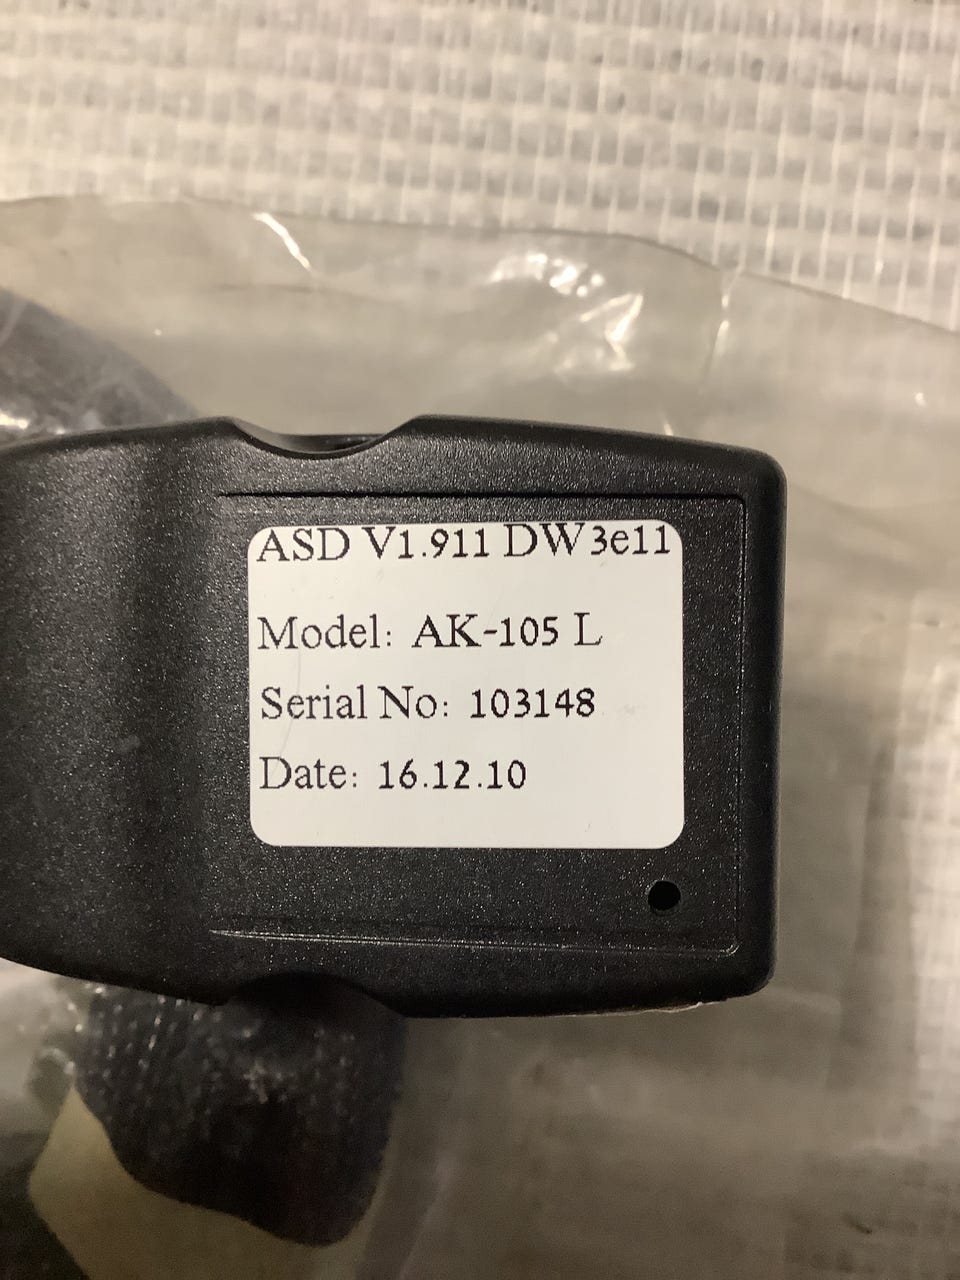 ASD V1.911 DW3e11
Model: AK-105 L
Serial No: 103148
Date: 16.12.10